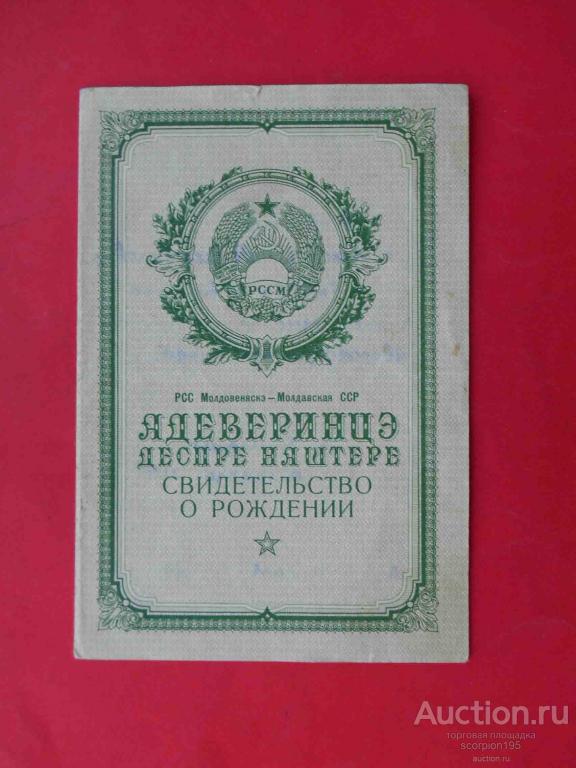 РССМ
РСС Молдовеняскэ – Молдавская ССР
АДЕВЕРИНЦЭ
ДЕСПРЕ НАШТЕРЕ
СВИДЕТЕЛЬСТВО
О РОЖДЕНИИ
Auction.ru
торговая площадка
scorpion195
auction.ru